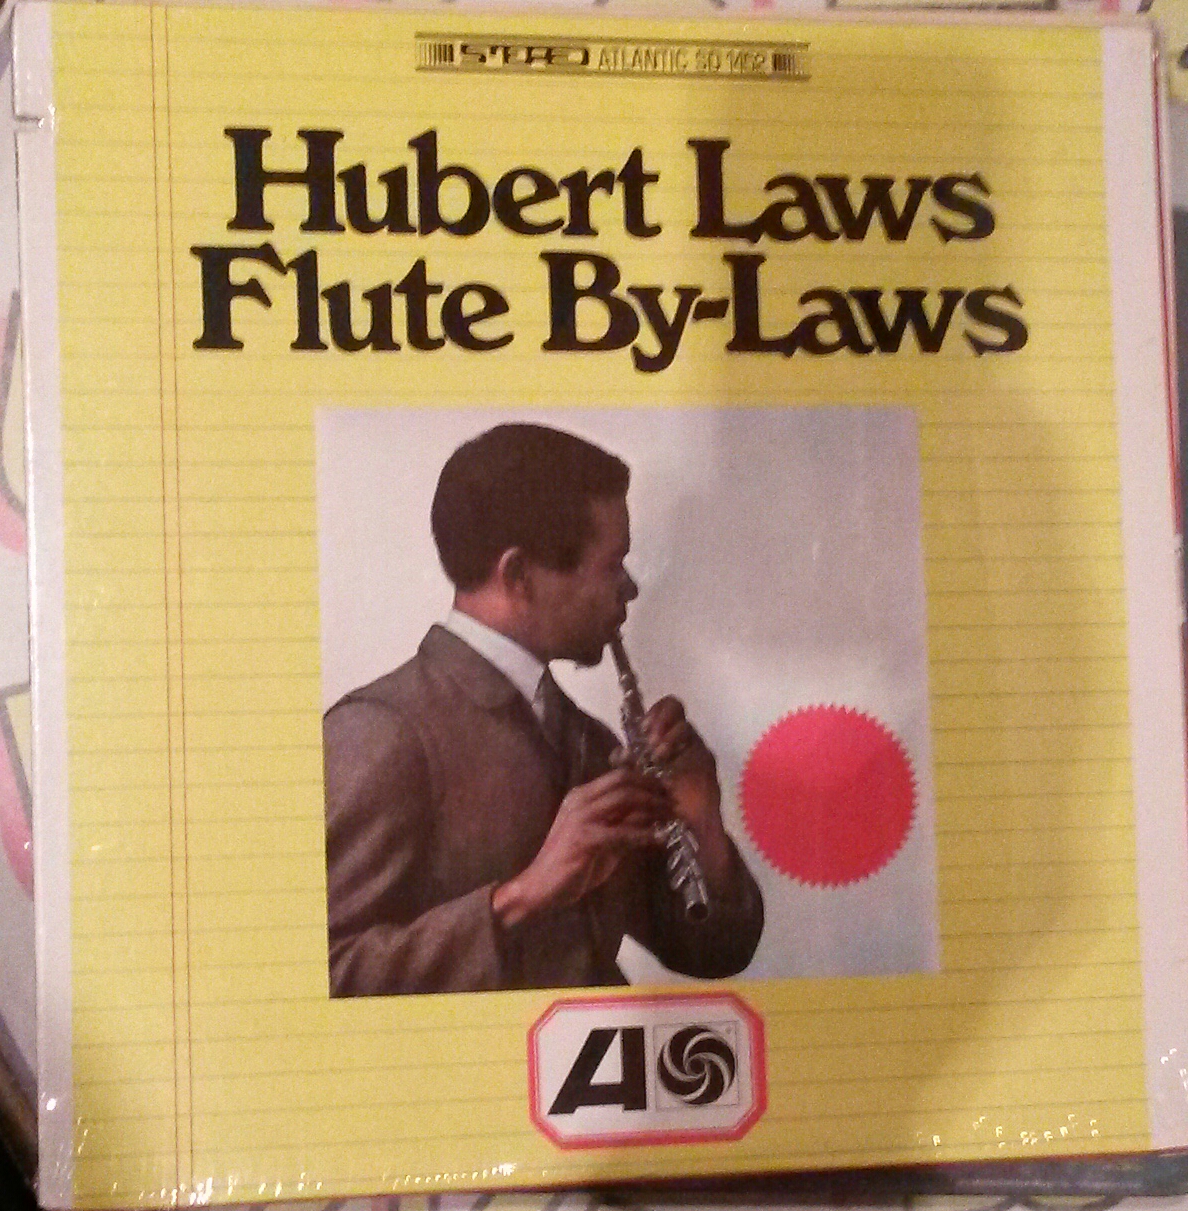 STEREO ATLANTIC SD 1452
Hubert Laws
Flute By-Laws
A